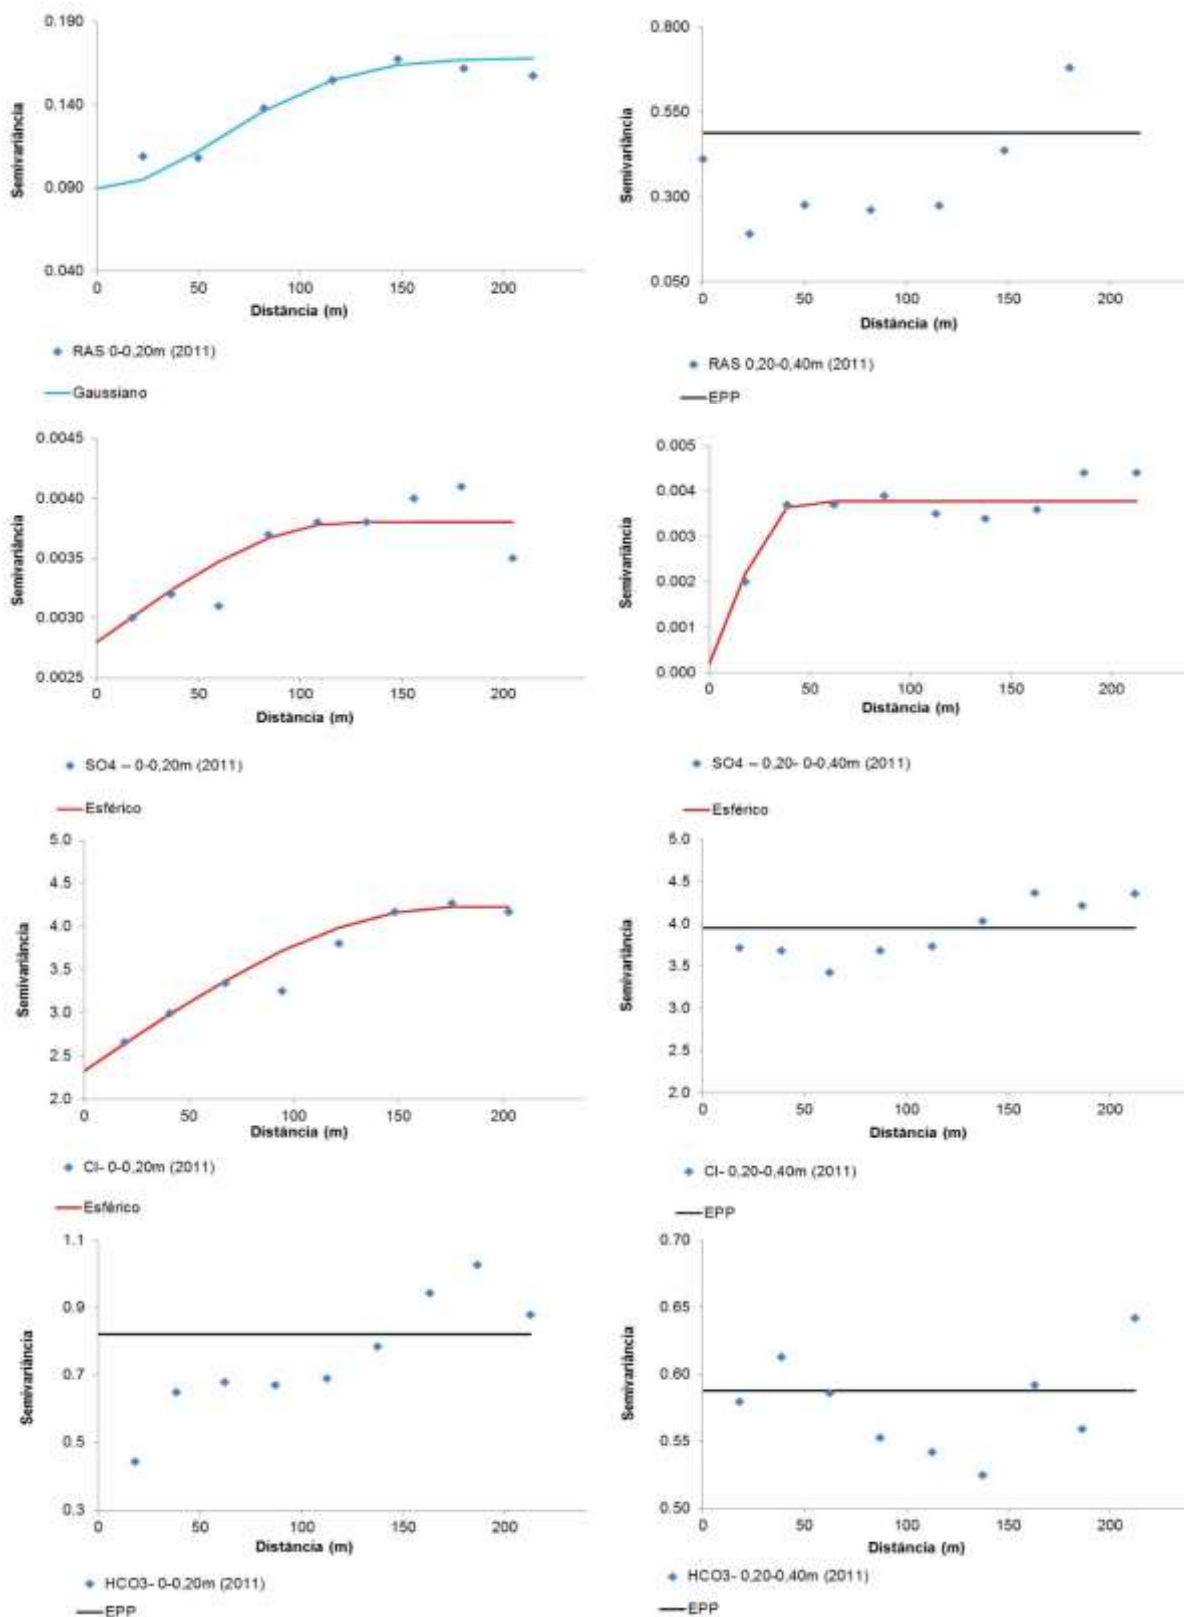 0.190
0.140
0.090
0.040
Semivariância
0 50 100 150 200
Distância (m)
RAS 0-0,20m (2011)
Gaussiano
0.800
0.550
0.300
0.050
Semivariância
0 50 100 150 200
Distância (m)
RAS 0,20-0,40m (2011)
EPP
0.0045
0.0040
0.0035
0.0030
0.0025
Semivariância
0 50 100 150 200
Distância (m)
SO4 -- 0-0,20m (2011)
Esférico
0.005
0.004
0.003
0.002
0.001
0.000
Semivariância
0 50 100 150 200
Distância (m)
SO4 -- 0,20- 0-0,40m (2011)
Esférico
5.0
4.5
4.0
3.5
3.0
2.5
2.0
Semivariância
0 50 100 150 200
Distância (m)
Cl- 0-0,20m (2011)
Esférico
5.0
4.5
4.0
3.5
3.0
2.5
2.0
Semivariância
0 50 100 150 200
Distância (m)
Cl- 0,20-0,40m (2011)
EPP
1.1
0.9
0.7
0.5
0.3
Semivariância
0 50 100 150 200
Distância (m)
HCO3- 0-0,20m (2011)
EPP
0.70
0.65
0.60
0.55
0.50
Semivariância
0 50 100 150 200
Distância (m)
HCO3- 0,20-0,40m (2011)
EPP